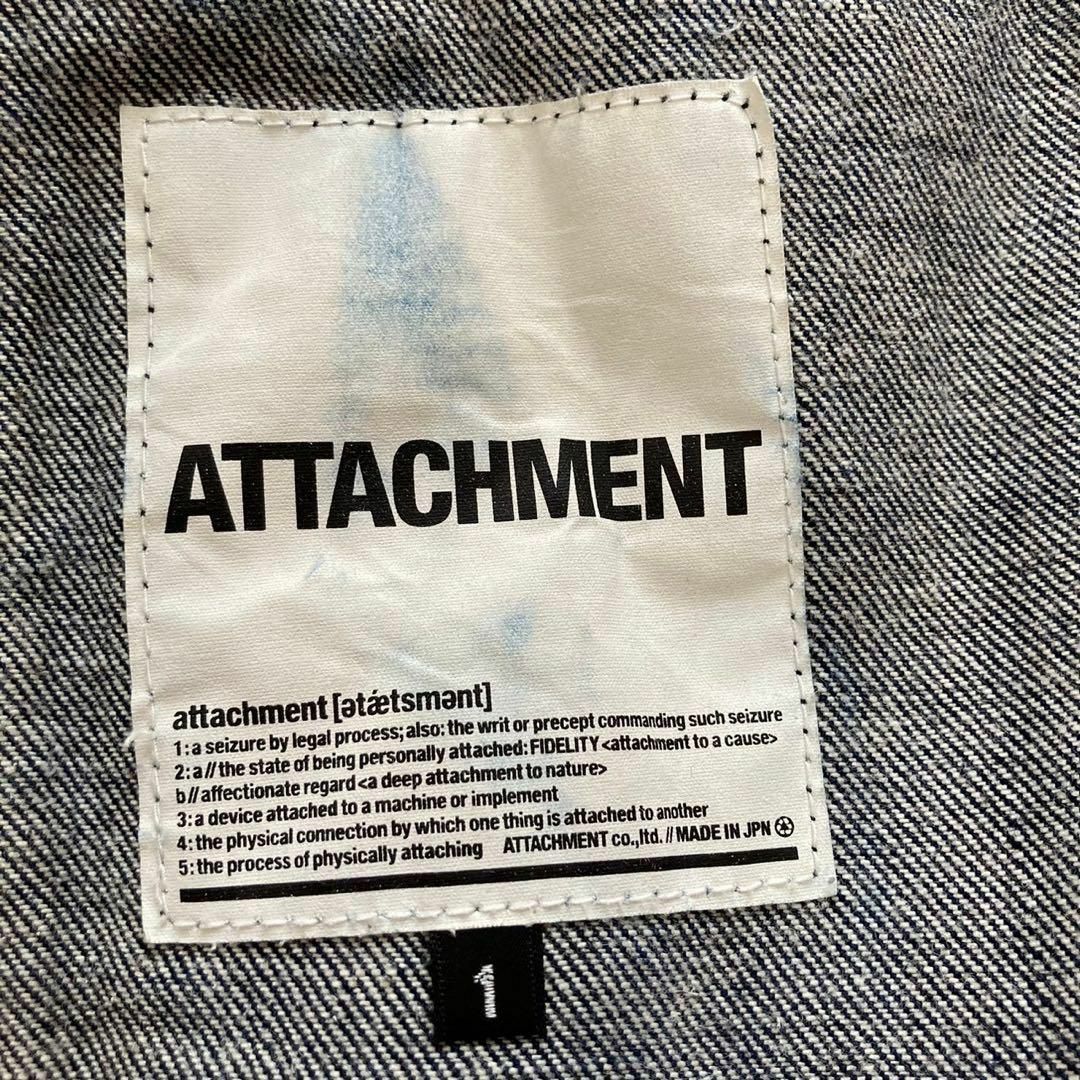 ATTACHMENT
attachment [ətǽtsmənt]
1:a seizure by legal process; also: the writ or precept commanding such seizure
2:a//the state of being personally attached: FIDELITY <attachment to a cause>
b//affectionate regard <a deep attachment to nature>
3:a device attached to a machine or implement
4:the physical connection by which one thing is attached to another
5:the process of physically attaching ATTACHMENT co.,ltd.//MADE IN JPN
1